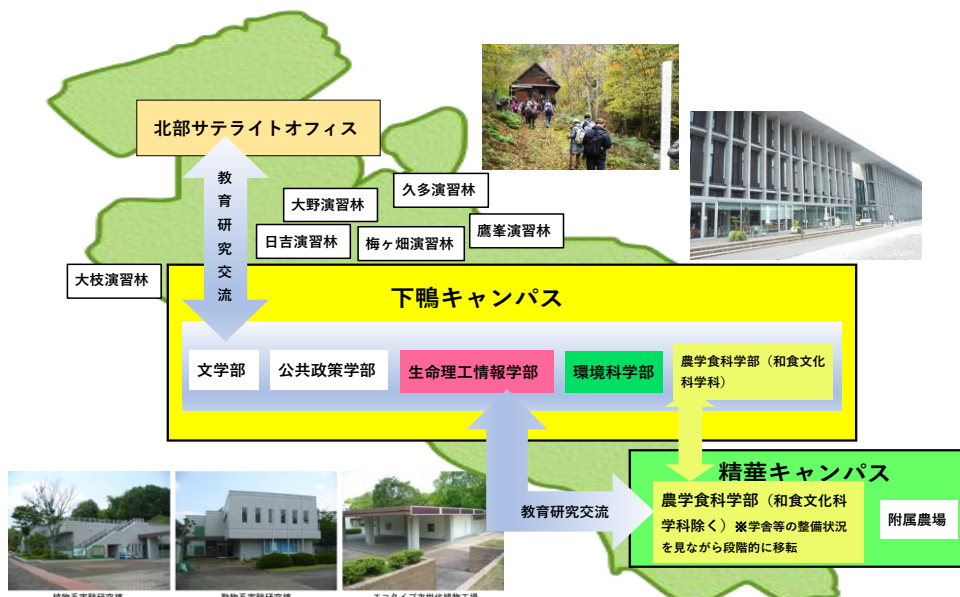 北部サテライトオフィス
教育研究交流
久多演習林
大野演習林
鷹峯演習林
日吉演習林
梅ヶ畑演習林
大枝演習林
下鴨キャンパス
文学部
公共政策学部
生命理工情報学部
環境科学部
農学食科学部（和食文化
科学科）
精華キャンパス
教育研究交流
農学食科学部（和食文化科
学科除く）※学舎等の整備状況
を見ながら段階的に移転
附属農場